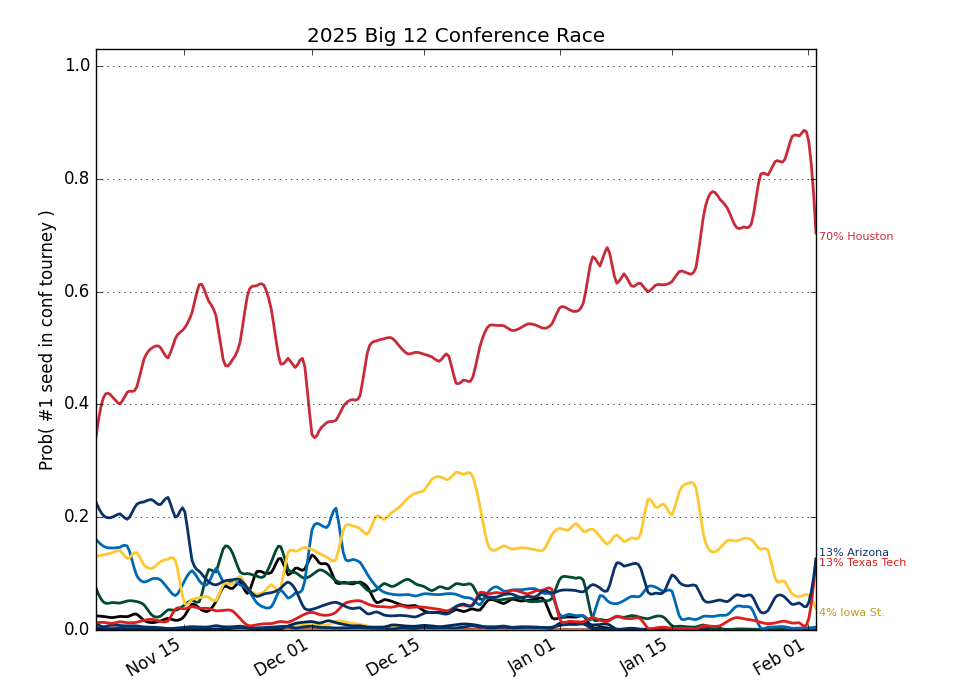 2025 Big 12 Conference Race
Prob( #1 seed in conf tourney )
1.0
0.8
0.6
0.4
0.2
0.0
70% Houston
13% Arizona
13% Texas Tech
4% Iowa St.
Nov 15
Dec 01
Dec 15
Jan 01
Jan 15
Feb 01